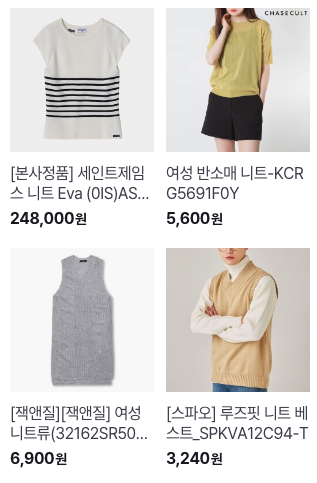 CHASECULT
[본사정품] 세인트제임
스 니트 Eva (0IS)AS...
248,000원
여성 반소매 니트-KCR
G5691F0Y
5,600원
[잭앤질][잭앤질] 여성
니트류(32162SR50...
6,900원
[스파오] 루즈핏 니트 베
스트_SPKVA12C94-T
3,240원